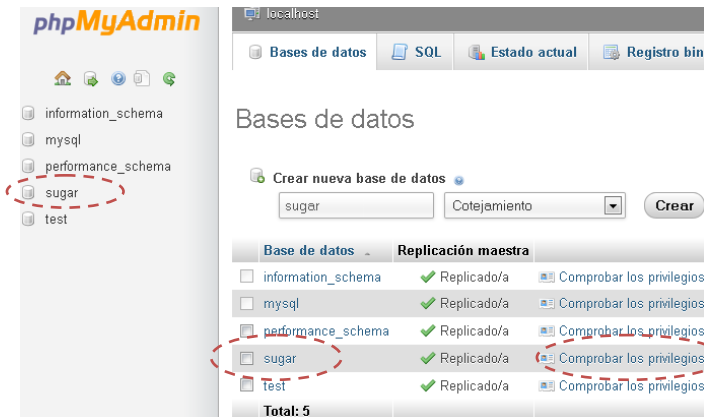 phpMyAdmin
information_schema
mysql
performance_schema
sugar
test
localhost
Bases de datos SQL Estado actual Registro bin
Bases de datos
Crear nueva base de datos
sugar Cotejamiento Crear
Base de datos Replicación maestra
information_schema Replicado/a Comprobar los privilegios
mysql Replicado/a Comprobar los privilegios
performance_schema Replicado/a Comprobar los privilegios
sugar Replicado/a Comprobar los privilegios
test Replicado/a Comprobar los privilegios
Total: 5